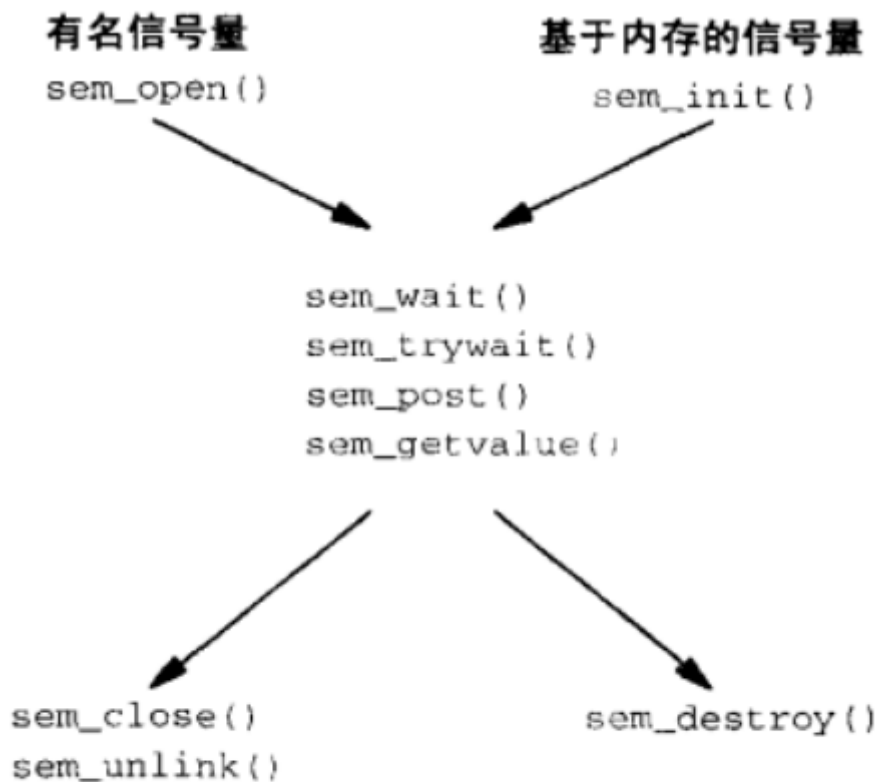 有名信号量
基于内存的信号量
sem_open()
sem_init()
sem_wait()
sem_trywait()
sem_post()
sem_getvalue()
sem_close()
sem_destroy()
sem_unlink()